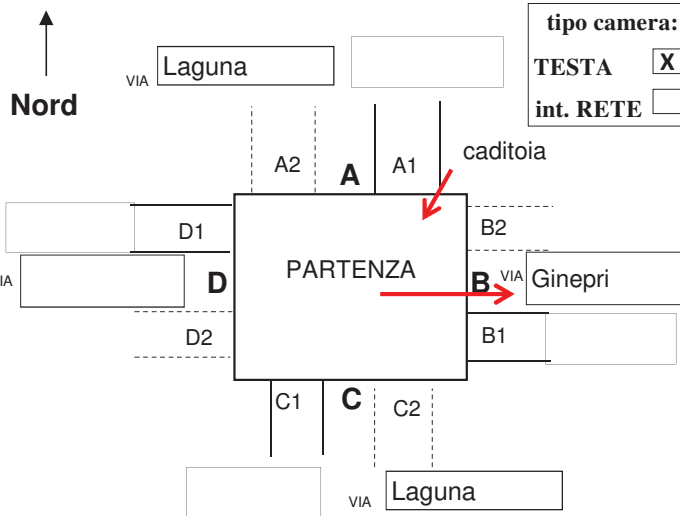 tipo camera:
VIA Laguna
TESTA X
Nord
int. RETE
caditoia
A2 A A1
D1 B2
PARTENZA
VIA D B VIA Ginepri
D2 B1
C1 C C2
VIA Laguna